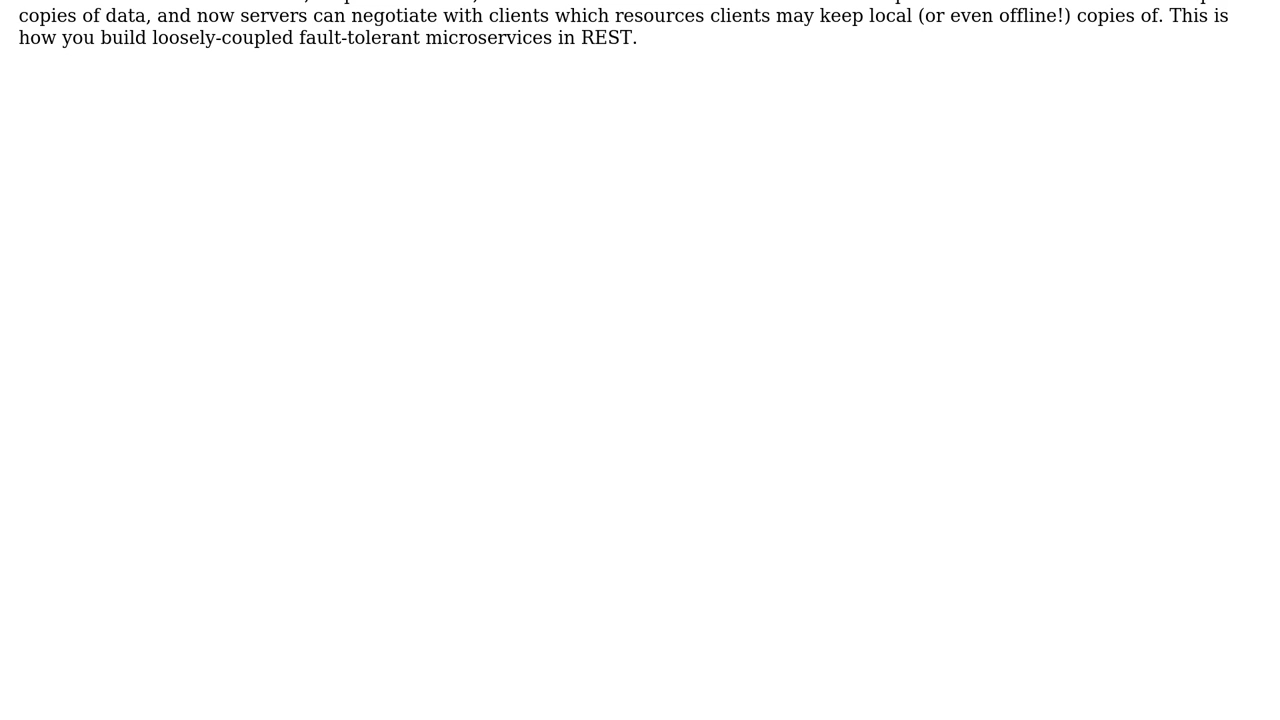 copies of data, and now servers can negotiate with clients which resources clients may keep local (or even offline!) copies of. This is
how you build loosely-coupled fault-tolerant microservices in REST.